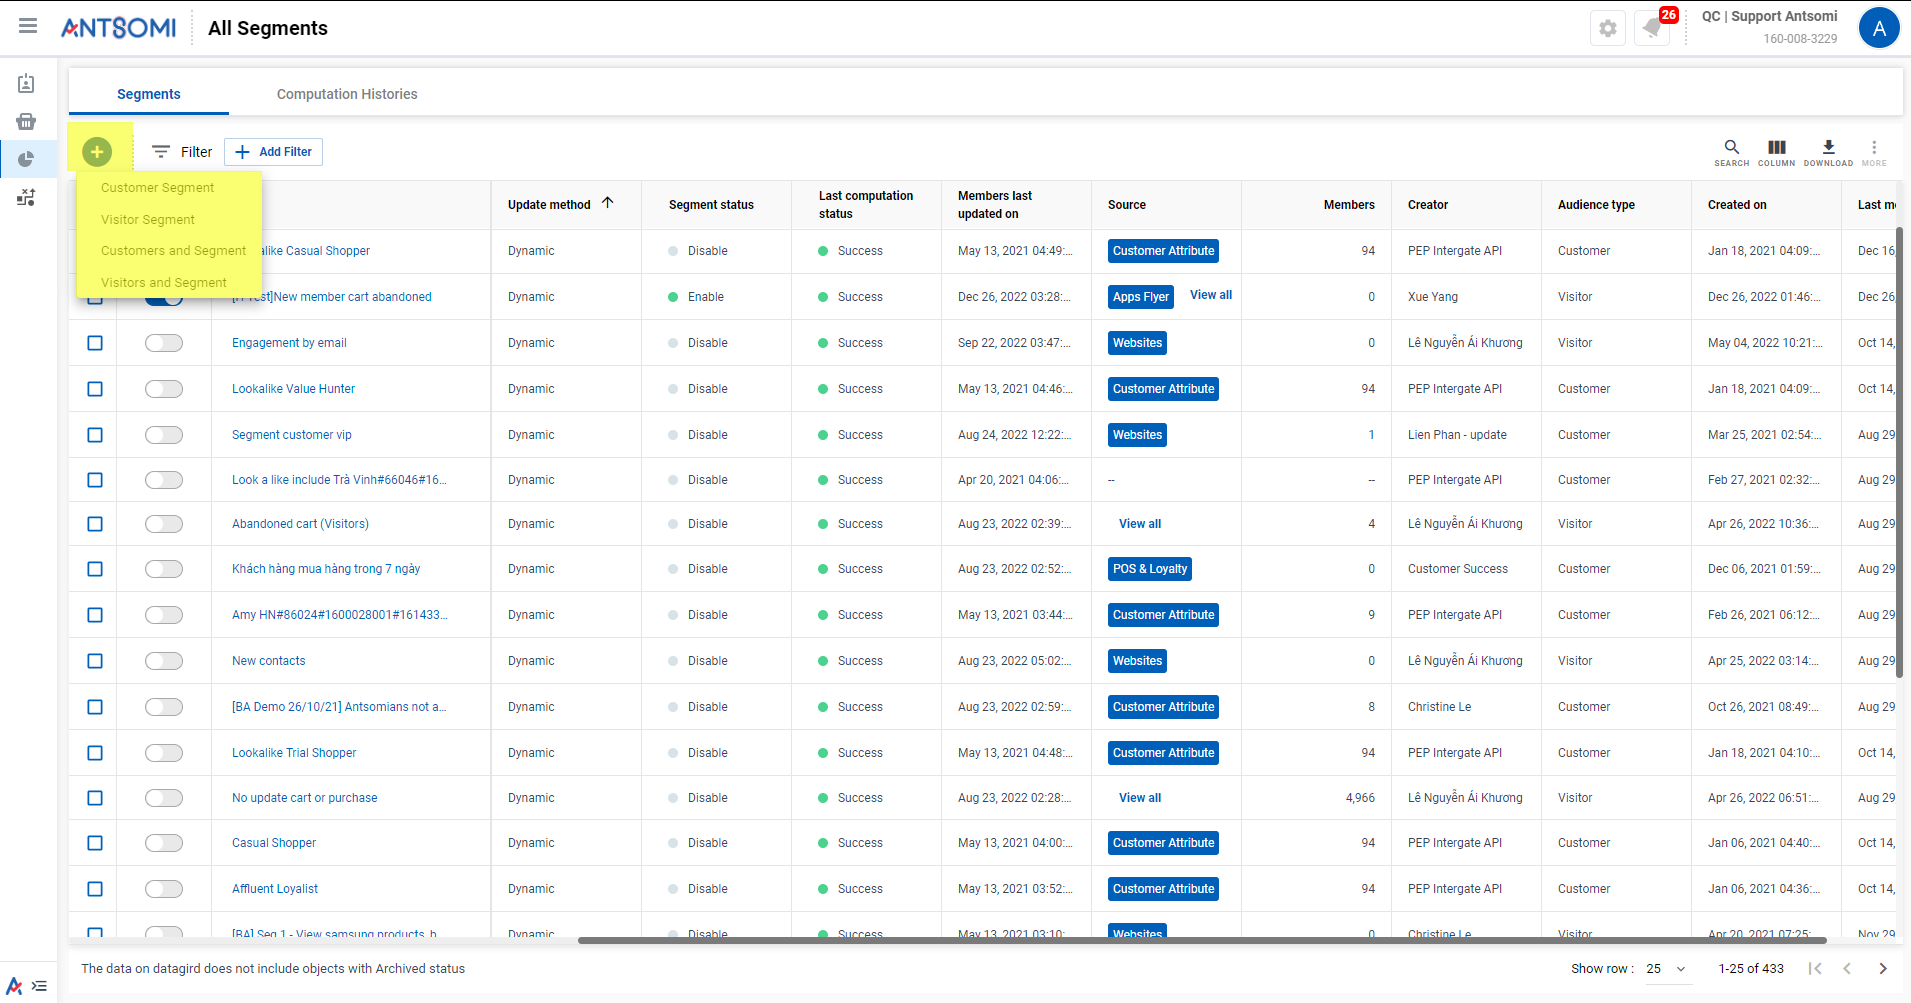 ANTSOMI All Segments 26 QC | Support Antsomi A
160-008-3229
Segments Computation Histories
Filter Add Filter SEARCH COLUMN DOWNLOAD MORE
Customer Segment
Visitor Segment
Customers and Segment
Visitors and Segment
Update method Segment status Last computation status Members last updated on Source Members Creator Audience type Created on Last m
alike Casual Shopper Dynamic Disable Success May 13, 2021 04:49:... Customer Attribute 94 PEP Intergate API Customer Jan 18, 2021 04:09:... Dec 16,
New member cart abandoned Dynamic Enable Success Dec 26, 2022 03:28:... Apps Flyer View all 0 Xue Yang Visitor Dec 26, 2022 01:46:... Dec 26,
Engagement by email Dynamic Disable Success Sep 22, 2022 03:47:... Websites 0 Lê Nguyễn Ái Khương Visitor May 04, 2022 10:21:... Oct 14,
Lookalike Value Hunter Dynamic Disable Success May 13, 2021 04:46:... Customer Attribute 94 PEP Intergate API Customer Jan 18, 2021 04:09:... Oct 14,
Segment customer vip Dynamic Disable Success Aug 24, 2022 12:22:... Websites 1 Lien Phan - update Customer Mar 25, 2021 02:54:... Aug 29
Look a like include Trà Vinh#66046#16... Dynamic Disable Success Apr 20, 2021 04:06:... -- -- PEP Intergate API Customer Feb 27, 2021 02:32:... Aug 29
Abandoned cart (Visitors) Dynamic Disable Success Aug 23, 2022 02:39:... View all 4 Lê Nguyễn Ái Khương Visitor Apr 26, 2022 10:36:... Aug 29
Khách hàng mua hàng trong 7 ngày Dynamic Disable Success Aug 23, 2022 02:52:... POS & Loyalty 0 Customer Success Customer Dec 06, 2021 01:59:... Aug 29
Amy HN#86024#1600028001#161433... Dynamic Disable Success May 13, 2021 03:44:... Customer Attribute 9 PEP Intergate API Customer Feb 26, 2021 06:12:... Aug 29
New contacts Dynamic Disable Success Aug 23, 2022 05:02:... Websites 0 Lê Nguyễn Ái Khương Visitor Apr 25, 2022 03:14:... Aug 29
[BA Demo 26/10/21] Antsomians not a... Dynamic Disable Success Aug 23, 2022 02:59:... Customer Attribute 8 Christine Le Customer Oct 26, 2021 08:49:... Aug 29
Lookalike Trial Shopper Dynamic Disable Success May 13, 2021 04:48:... Customer Attribute 94 PEP Intergate API Customer Jan 18, 2021 04:10:... Oct 14,
No update cart or purchase Dynamic Disable Success Aug 23, 2022 02:28:... View all 4,966 Lê Nguyễn Ái Khương Visitor Apr 26, 2022 06:51:... Aug 29
Casual Shopper Dynamic Disable Success May 13, 2021 04:00:... Customer Attribute 94 PEP Intergate API Customer Jan 06, 2021 04:40:... Oct 14,
Affluent Loyalist Dynamic Disable Success May 13, 2021 03:52:... Customer Attribute 94 PEP Intergate API Customer Jan 06, 2021 04:36:... Oct 14,
[BA] Seg 1 - View samsung products, b... Dynamic Disable Success May 13, 2021 03:10:... Websites 0 Christine Le Visitor Apr 20, 2021 07:25:... Nov 29
The data on datagird does not include objects with Archived status Show row : 25 1-25 of 433